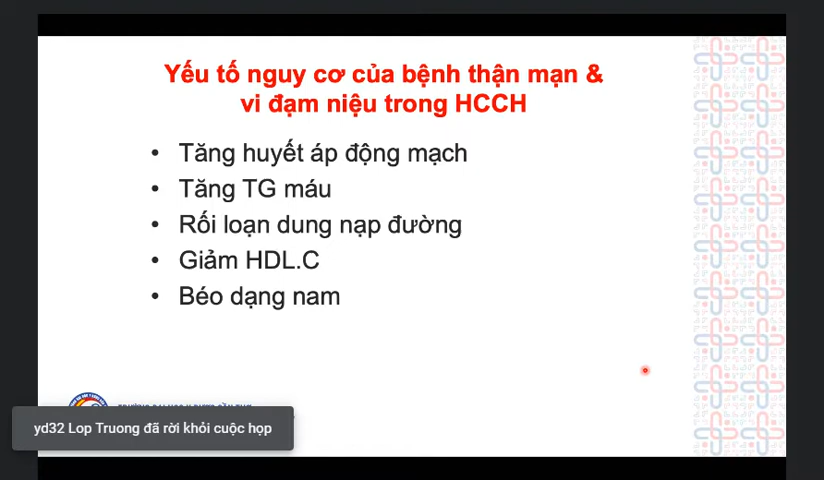 Yếu tố nguy cơ của bệnh thận mạn &
vi đạm niệu trong HCCH
• Tăng huyết áp động mạch
• Tăng TG máu
• Rối loạn dung nạp đường
• Giảm HDL.C
• Béo dạng nam
yd32 Lop Truong đã rời khỏi cuộc họp